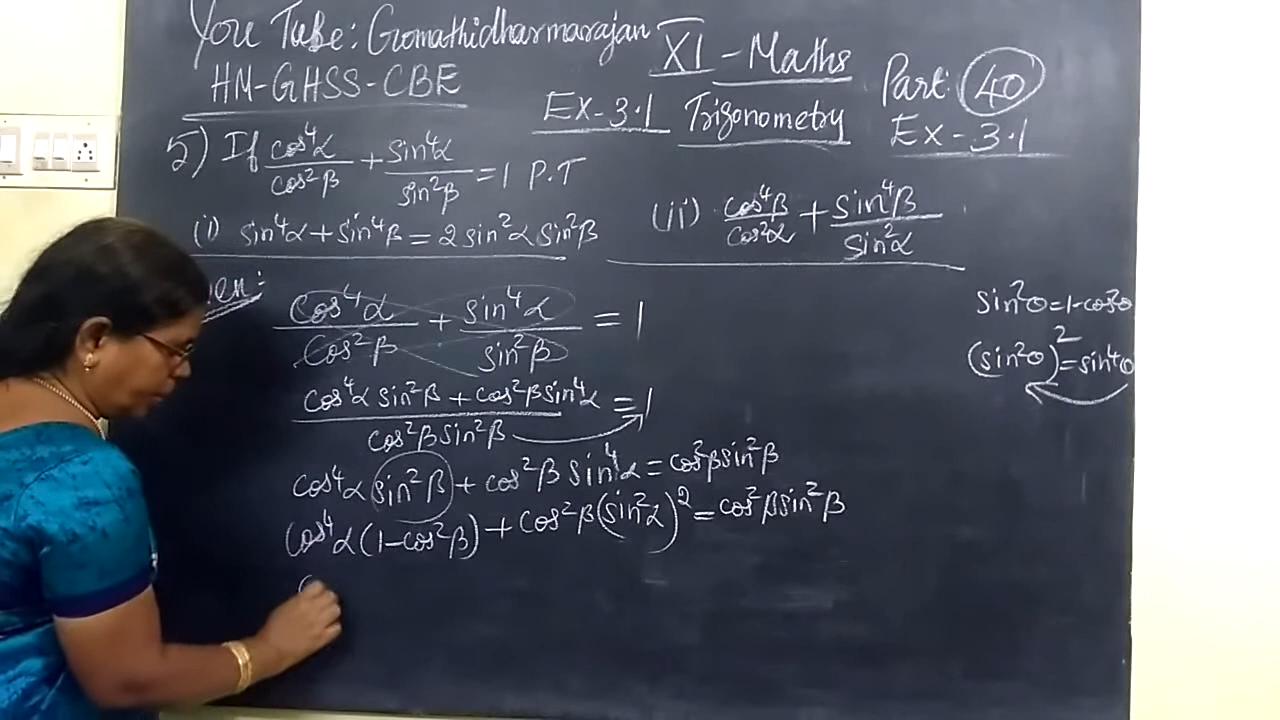 You Tube: Gomathidharmarajan
HM-GHSS-CBE
XI - Maths
Ex-3.1 Trigonometry
Part: 40
Ex-3.1
5) If cos⁴α/cos²β + sin⁴α/sin²β = 1 P.T
(i) sin⁴α + sin⁴β = 2 sin²α sin²β
(ii) cos⁴β/cos²α + sin⁴β/sin²α
en:
cos⁴α/cos²β + sin⁴α/sin²β = 1
(cos⁴α sin²β + cos²β sin⁴α)/(cos²β sin²β) = 1
cos⁴α sin²β + cos²β sin⁴α = cos²β sin²β
cos⁴α (1-cos²β) + cos²β (sin²α)² = cos²β sin²β
sin²θ = 1-cos²θ
(sin²θ)² = sin⁴θ